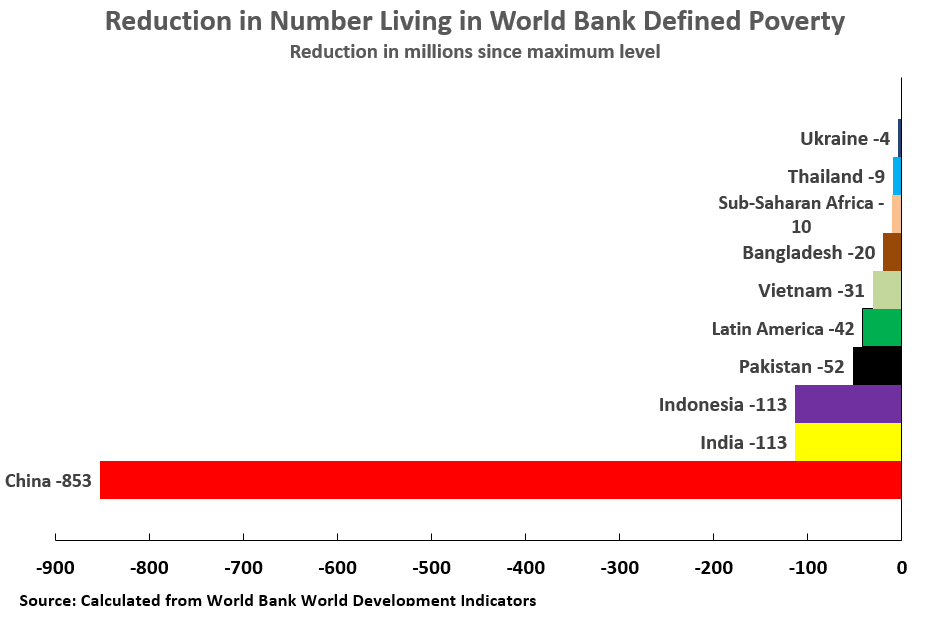 Reduction in Number Living in World Bank Defined Poverty
Reduction in millions since maximum level
Ukraine -4
Thailand -9
Sub-Saharan Africa -
10
Bangladesh -20
Vietnam -31
Latin America -42
Pakistan -52
Indonesia -113
India -113
China -853
-900 -800 -700 -600 -500 -400 -300 -200 -100 0
Source: Calculated from World Bank World Development Indicators